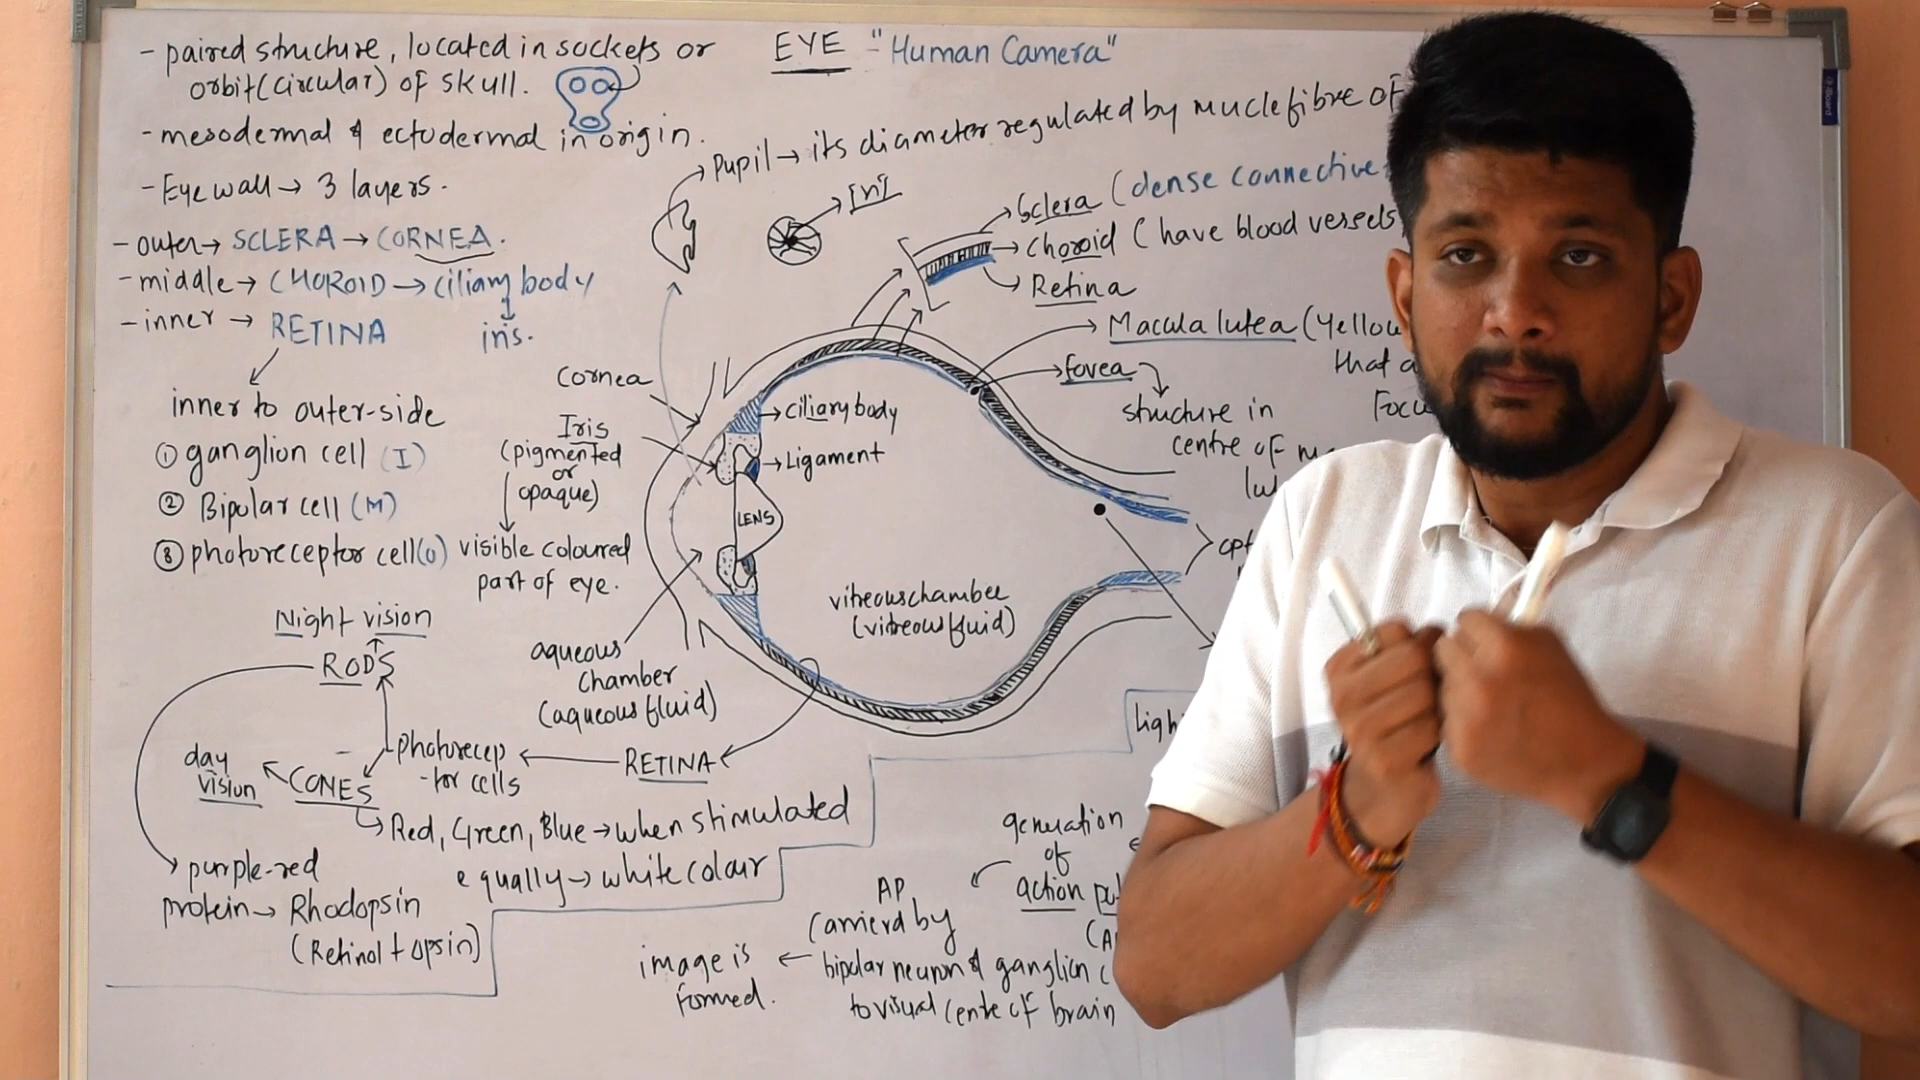 EYE - "Human Camera"
- paired structure, located in sockets or
orbit (circular) of skull.
- mesodermal & ectodermal in origin.
- Eye wall → 3 layers.
- outer → SCLERA → CORNEA.
- middle → CHOROID → ciliary body
iris.
- inner → RETINA
inner to outer-side
① ganglion cell (I)
② Bipolar cell (M)
③ photoreceptor cell (O)
Pupil → its diameter regulated by mucle fibre of
Sclera (dense connective
Choroid (have blood vessels
Retina
Macula lutea (Yellow
that a
Focu
fovea
structure in
centre of
Cornea
Iris
(pigmented
or
opaque)
visible coloured
part of eye.
ciliary body
Ligament
LENS
vitreous chamber
(vitreous fluid)
aqueous
chamber
(aqueous fluid)
RETINA
Photorecep
-tor cells
Night vision
RODS
day
vision
CONES
Red, Green, Blue → when stimulated
equally → white colour
purple-red
protein → Rhodopsin
(Retinol + opsin)
Ligh
generation
of
action
AP
carrierd by
bipolar neuron & ganglion c
to visual cente of brain
image is
formed.